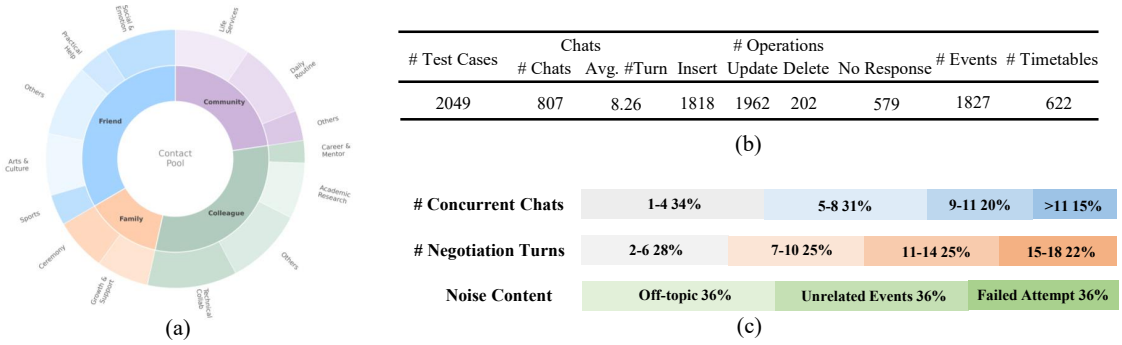 Social &
Emotion
Life
Services
Practical
Help
Daily
Routine
Others
Community
Friend
Others
Career &
Mentor
Contact
Pool
Arts &
Culture
Academic
Research
Sports
Family
Colleague
Ceremony
Others
Growth &
Support
Technical
Collab
(a)
# Test Cases Chats # Operations No Response # Events # Timetables
# Chats Avg. #Turn Insert Update Delete
2049 807 8.26 1818 1962 202 579 1827 622
(b)
# Concurrent Chats 1-4 34% 5-8 31% 9-11 20% >11 15%
# Negotiation Turns 2-6 28% 7-10 25% 11-14 25% 15-18 22%
Noise Content Off-topic 36% Unrelated Events 36% Failed Attempt 36%
(c)